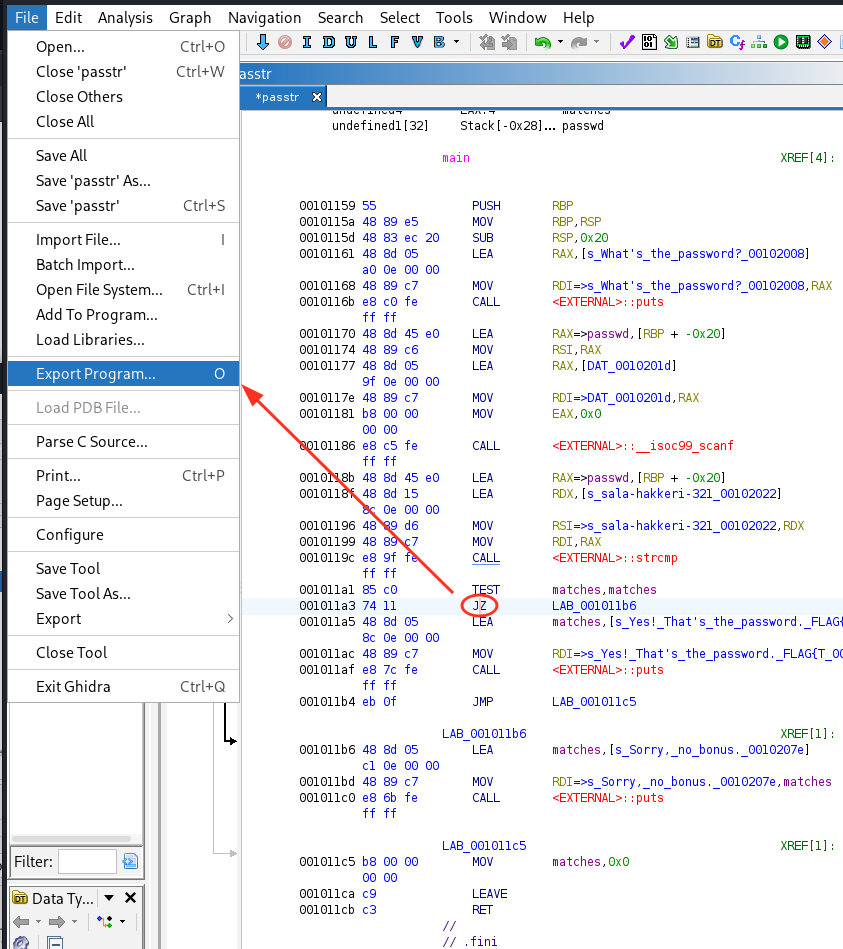 File Edit Analysis Graph Navigation Search Select Tools Window Help
Open... Ctrl+O
Close 'passtr' Ctrl+W
Close Others
Close All
Save All
Save 'passtr' As...
Save 'passtr' Ctrl+S
Import File... I
Batch Import...
Open File System... Ctrl+I
Add To Program...
Load Libraries...
Export Program... O
Load PDB File...
Parse C Source...
Print... Ctrl+P
Page Setup...
Configure
Save Tool
Save Tool As...
Export
Close Tool
Exit Ghidra Ctrl+Q
Filter:
Data Ty...
I D U L F V B
*passtr
undefined1[32] Stack[-0x28]... passwd
main XREF[4]:
00101159 55 PUSH RBP
0010115a 48 89 e5 MOV RBP,RSP
0010115d 48 83 ec 20 SUB RSP,0x20
00101161 48 8d 05 LEA RAX,[s_What's_the_password?_00102008]
a0 0e 00 00
00101168 48 89 c7 MOV RDI=>s_What's_the_password?_00102008,RAX
0010116b e8 c0 fe CALL <EXTERNAL>::puts
ff ff
00101170 48 8d 45 e0 LEA RAX=>passwd,[RBP + -0x20]
00101174 48 89 c6 MOV RSI,RAX
00101177 48 8d 05 LEA RAX,[DAT_0010201d]
9f 0e 00 00
0010117e 48 89 c7 MOV RDI=>DAT_0010201d,RAX
00101181 b8 00 00 MOV EAX,0x0
00 00
00101186 e8 c5 fe CALL <EXTERNAL>::__isoc99_scanf
ff ff
0010118b 48 8d 45 e0 LEA RAX=>passwd,[RBP + -0x20]
0010118f 48 8d 15 LEA RDX,[s_sala-hakkeri-321_00102022]
8c 0e 00 00
00101196 48 89 d6 MOV RSI=>s_sala-hakkeri-321_00102022,RDX
00101199 48 89 c7 MOV RDI,RAX
0010119c e8 9f fe CALL <EXTERNAL>::strcmp
ff ff
001011a1 85 c0 TEST matches,matches
001011a3 74 11 JZ LAB_001011b6
001011a5 48 8d 05 LEA matches,[s_Yes!_That's_the_password._FLAG{
8c 0e 00 00
001011ac 48 89 c7 MOV RDI=>s_Yes!_That's_the_password._FLAG{T_00
001011af e8 7c fe CALL <EXTERNAL>::puts
ff ff
001011b4 eb 0f JMP LAB_001011c5
LAB_001011b6 XREF[1]:
001011b6 48 8d 05 LEA matches,[s_Sorry,_no_bonus._0010207e]
c1 0e 00 00
001011bd 48 89 c7 MOV RDI=>s_Sorry,_no_bonus._0010207e,matches
001011c0 e8 6b fe CALL <EXTERNAL>::puts
ff ff
LAB_001011c5 XREF[1]:
001011c5 b8 00 00 MOV matches,0x0
00 00
001011ca c9 LEAVE
001011cb c3 RET
//
// .fini